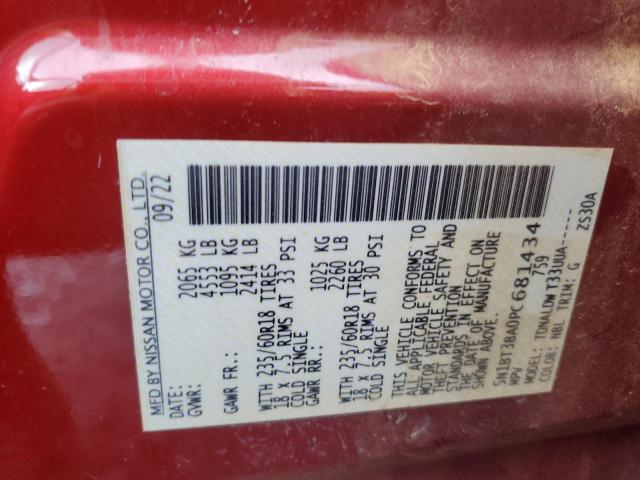 MFD BY NISSAN MOTOR CO., LTD.
DATE: 09/22
GVWR: 2065 KG
4553 LB
GAWR FR.: 1095 KG
2414 LB
WITH 235/60R18 TIRES
18 X 7.5 RIMS AT 33 PSI
COLD SINGLE
GAWR RR.: 1025 KG
2260 LB
WITH 235/60R18 TIRES
18 X 7.5 RIMS AT 30 PSI
COLD SINGLE
THIS VEHICLE CONFORMS TO
ALL APPLICABLE FEDERAL
MOTOR VEHICLE SAFETY AND
THEFT PREVENTION
STANDARDS IN EFFECT ON
THE DATE OF MANUFACTURE
SHOWN ABOVE.
5N1BT3BA0PC681434
MPV 759
MODEL: TDNALDW T33UUA-----
COLOR: NBL TRIM: G ZS30A